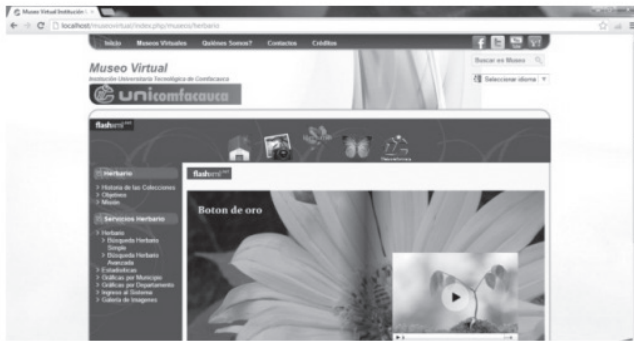 Museo Virtual Institución
localhost/museovirtual/index.php/museos/herbario
Inicio Museos Virtuales Quiénes Somos? Contactos Créditos
Buscar en Museo
Seleccionar idioma
Museo Virtual
Institución Universitaria Tecnológica de Comfacauca
unicomfacauca
flash
Herbario
> Historia de las Colecciones
> Objetivos
> Misión
Servicios Herbario
> Herbario
> Búsqueda Herbario
Simple
> Búsqueda Herbario
Avanzada
> Estadísticas
> Gráficas por Municipio
> Gráficas por Departamento
> Ingreso al Sistema
> Galería de Imagenes
flash
Boton de oro